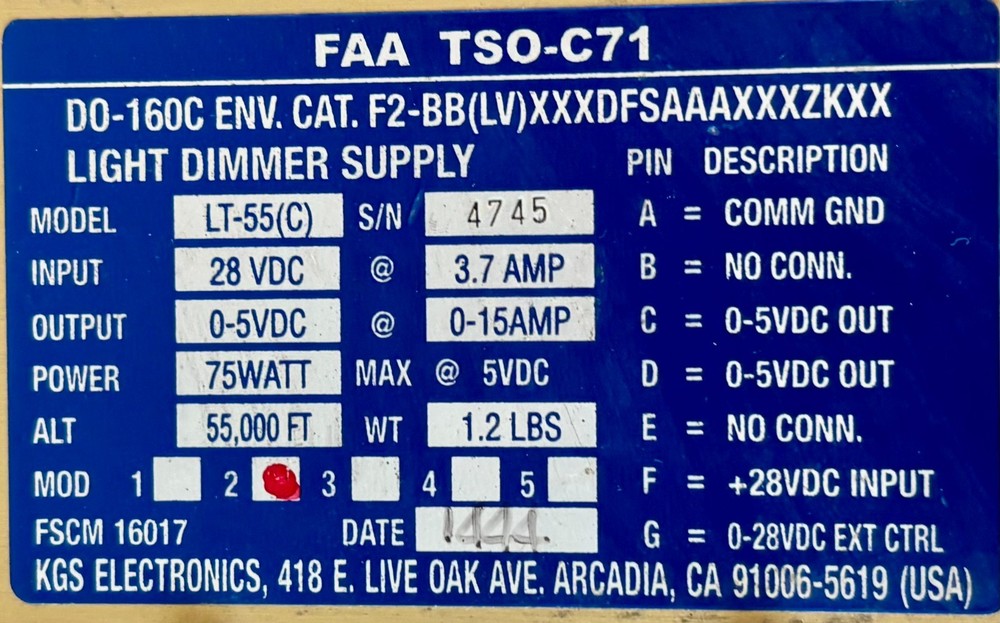 FAA TSO-C71
DO-160C ENV. CAT. F2-BB(LV)XXXDFSAAAXXXZKXX
LIGHT DIMMER SUPPLY
MODEL LT-55(C) S/N 4745
INPUT 28 VDC @ 3.7 AMP
OUTPUT 0-5VDC @ 0-15AMP
POWER 75WATT MAX @ 5VDC
ALT 55,000 FT WT 1.2 LBS
MOD 1 2 3 4 5
FSCM 16017 DATE
PIN DESCRIPTION
A = COMM GND
B = NO CONN.
C = 0-5VDC OUT
D = 0-5VDC OUT
E = NO CONN.
F = +28VDC INPUT
G = 0-28VDC EXT CTRL
KGS ELECTRONICS, 418 E. LIVE OAK AVE. ARCADIA, CA 91006-5619 (USA)